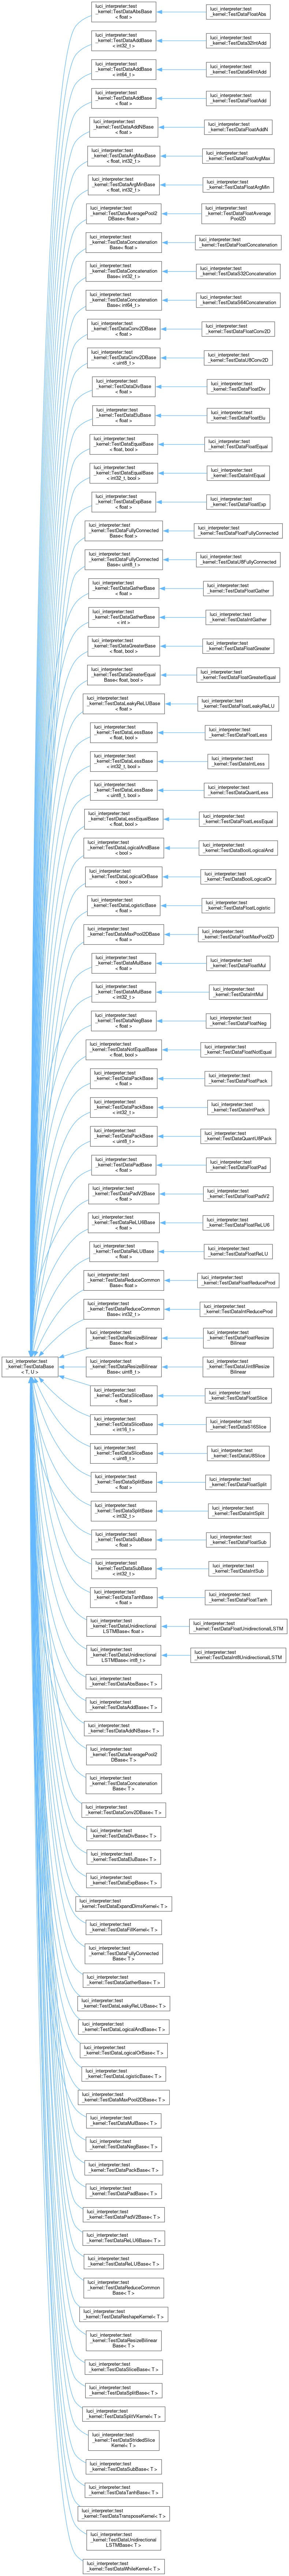 luci_interpreter::test
_kernel::TestDataAbsBase
< float >
luci_interpreter::test
_kernel::TestDataFloatAbs
luci_interpreter::test
_kernel::TestDataAddBase
< int32_t >
luci_interpreter::test
_kernel::TestData32IntAdd
luci_interpreter::test
_kernel::TestDataAddBase
< int64_t >
luci_interpreter::test
_kernel::TestData64IntAdd
luci_interpreter::test
_kernel::TestDataAddBase
< float >
luci_interpreter::test
_kernel::TestDataFloatAdd
luci_interpreter::test
_kernel::TestDataAddNBase
< float >
luci_interpreter::test
_kernel::TestDataFloatAddN
luci_interpreter::test
_kernel::TestDataArgMaxBase
< float, int32_t >
luci_interpreter::test
_kernel::TestDataFloatArgMax
luci_interpreter::test
_kernel::TestDataArgMinBase
< float, int32_t >
luci_interpreter::test
_kernel::TestDataFloatArgMin
luci_interpreter::test
_kernel::TestDataAveragePool2
DBase< float >
luci_interpreter::test
_kernel::TestDataFloatAverage
Pool2D
luci_interpreter::test
_kernel::TestDataConcatenation
Base< float >
luci_interpreter::test
_kernel::TestDataFloatConcatenation
luci_interpreter::test
_kernel::TestDataConcatenation
Base< int32_t >
luci_interpreter::test
_kernel::TestDataS32Concatenation
luci_interpreter::test
_kernel::TestDataConcatenation
Base< int64_t >
luci_interpreter::test
_kernel::TestDataS64Concatenation
luci_interpreter::test
_kernel::TestDataConv2DBase
< float >
luci_interpreter::test
_kernel::TestDataFloatConv2D
luci_interpreter::test
_kernel::TestDataConv2DBase
< uint8_t >
luci_interpreter::test
_kernel::TestDataU8Conv2D
luci_interpreter::test
_kernel::TestDataDivBase
< float >
luci_interpreter::test
_kernel::TestDataFloatDiv
luci_interpreter::test
_kernel::TestDataEluBase
< float >
luci_interpreter::test
_kernel::TestDataFloatElu
luci_interpreter::test
_kernel::TestDataEqualBase
< float, bool >
luci_interpreter::test
_kernel::TestDataFloatEqual
luci_interpreter::test
_kernel::TestDataEqualBase
< int32_t, bool >
luci_interpreter::test
_kernel::TestDataIntEqual
luci_interpreter::test
_kernel::TestDataExpBase
< float >
luci_interpreter::test
_kernel::TestDataFloatExp
luci_interpreter::test
_kernel::TestDataFullyConnected
Base< float >
luci_interpreter::test
_kernel::TestDataFloatFullyConnected
luci_interpreter::test
_kernel::TestDataFullyConnected
Base< uint8_t >
luci_interpreter::test
_kernel::TestDataU8FullyConnected
luci_interpreter::test
_kernel::TestDataGatherBase
< float >
luci_interpreter::test
_kernel::TestDataFloatGather
luci_interpreter::test
_kernel::TestDataGatherBase
< int >
luci_interpreter::test
_kernel::TestDataIntGather
luci_interpreter::test
_kernel::TestDataGreaterBase
< float, bool >
luci_interpreter::test
_kernel::TestDataFloatGreater
luci_interpreter::test
_kernel::TestDataGreaterEqual
Base< float, bool >
luci_interpreter::test
_kernel::TestDataFloatGreaterEqual
luci_interpreter::test
_kernel::TestDataLeakyReLUBase
< float >
luci_interpreter::test
_kernel::TestDataFloatLeakyReLU
luci_interpreter::test
_kernel::TestDataLessBase
< float, bool >
luci_interpreter::test
_kernel::TestDataFloatLess
luci_interpreter::test
_kernel::TestDataLessBase
< int32_t, bool >
luci_interpreter::test
_kernel::TestDataIntLess
luci_interpreter::test
_kernel::TestDataLessBase
< uint8_t, bool >
luci_interpreter::test
_kernel::TestDataQuantLess
luci_interpreter::test
_kernel::TestDataLessEqualBase
< float, bool >
luci_interpreter::test
_kernel::TestDataFloatLessEqual
luci_interpreter::test
_kernel::TestDataLogicalAndBase
< bool >
luci_interpreter::test
_kernel::TestDataBoolLogicalAnd
luci_interpreter::test
_kernel::TestDataLogicalOrBase
< bool >
luci_interpreter::test
_kernel::TestDataBoolLogicalOr
luci_interpreter::test
_kernel::TestDataLogisticBase
< float >
luci_interpreter::test
_kernel::TestDataFloatLogistic
luci_interpreter::test
_kernel::TestDataMaxPool2DBase
< float >
luci_interpreter::test
_kernel::TestDataFloatMaxPool2D
luci_interpreter::test
_kernel::TestDataMulBase
< float >
luci_interpreter::test
_kernel::TestDataFloatMul
luci_interpreter::test
_kernel::TestDataMulBase
< int32_t >
luci_interpreter::test
_kernel::TestDataIntMul
luci_interpreter::test
_kernel::TestDataNegBase
< float >
luci_interpreter::test
_kernel::TestDataFloatNeg
luci_interpreter::test
_kernel::TestDataNotEqualBase
< float, bool >
luci_interpreter::test
_kernel::TestDataFloatNotEqual
luci_interpreter::test
_kernel::TestDataPackBase
< float >
luci_interpreter::test
_kernel::TestDataFloatPack
luci_interpreter::test
_kernel::TestDataPackBase
< int32_t >
luci_interpreter::test
_kernel::TestDataIntPack
luci_interpreter::test
_kernel::TestDataPackBase
< uint8_t >
luci_interpreter::test
_kernel::TestDataQuantU8Pack
luci_interpreter::test
_kernel::TestDataPadBase
< float >
luci_interpreter::test
_kernel::TestDataFloatPad
luci_interpreter::test
_kernel::TestDataPadV2Base
< float >
luci_interpreter::test
_kernel::TestDataFloatPadV2
luci_interpreter::test
_kernel::TestDataReLU6Base
< float >
luci_interpreter::test
_kernel::TestDataFloatReLU6
luci_interpreter::test
_kernel::TestDataReLUBase
< float >
luci_interpreter::test
_kernel::TestDataFloatReLU
luci_interpreter::test
_kernel::TestDataReduceCommon
Base< float >
luci_interpreter::test
_kernel::TestDataFloatReduceProd
luci_interpreter::test
_kernel::TestDataReduceCommon
Base< int32_t >
luci_interpreter::test
_kernel::TestDataIntReduceProd
luci_interpreter::test
_kernel::TestDataResizeBilinear
Base< float >
luci_interpreter::test
_kernel::TestDataFloatResize
Bilinear
luci_interpreter::test
_kernel::TestDataBase
< T, U >
luci_interpreter::test
_kernel::TestDataResizeBilinear
Base< uint8_t >
luci_interpreter::test
_kernel::TestDataUint8Resize
Bilinear
luci_interpreter::test
_kernel::TestDataSliceBase
< float >
luci_interpreter::test
_kernel::TestDataFloatSlice
luci_interpreter::test
_kernel::TestDataSliceBase
< int16_t >
luci_interpreter::test
_kernel::TestDataS16Slice
luci_interpreter::test
_kernel::TestDataSliceBase
< uint8_t >
luci_interpreter::test
_kernel::TestDataU8Slice
luci_interpreter::test
_kernel::TestDataSplitBase
< float >
luci_interpreter::test
_kernel::TestDataFloatSplit
luci_interpreter::test
_kernel::TestDataSplitBase
< int32_t >
luci_interpreter::test
_kernel::TestDataIntSplit
luci_interpreter::test
_kernel::TestDataSubBase
< float >
luci_interpreter::test
_kernel::TestDataFloatSub
luci_interpreter::test
_kernel::TestDataSubBase
< int32_t >
luci_interpreter::test
_kernel::TestDataIntSub
luci_interpreter::test
_kernel::TestDataTanhBase
< float >
luci_interpreter::test
_kernel::TestDataFloatTanh
luci_interpreter::test
_kernel::TestDataUnidirectional
LSTMBase< float >
luci_interpreter::test
_kernel::TestDataFloatUnidirectionalLSTM
luci_interpreter::test
_kernel::TestDataUnidirectional
LSTMBase< int8_t >
luci_interpreter::test
_kernel::TestDataInt8UnidirectionalLSTM
luci_interpreter::test
_kernel::TestDataAbsBase< T >
luci_interpreter::test
_kernel::TestDataAddBase< T >
luci_interpreter::test
_kernel::TestDataAddNBase< T >
luci_interpreter::test
_kernel::TestDataAveragePool2
DBase< T >
luci_interpreter::test
_kernel::TestDataConcatenation
Base< T >
luci_interpreter::test
_kernel::TestDataConv2DBase< T >
luci_interpreter::test
_kernel::TestDataDivBase< T >
luci_interpreter::test
_kernel::TestDataEluBase< T >
luci_interpreter::test
_kernel::TestDataExpBase< T >
luci_interpreter::test
_kernel::TestDataExpandDimsKernel< T >
luci_interpreter::test
_kernel::TestDataFillKernel< T >
luci_interpreter::test
_kernel::TestDataFullyConnected
Base< T >
luci_interpreter::test
_kernel::TestDataGatherBase< T >
luci_interpreter::test
_kernel::TestDataLeakyReLUBase< T >
luci_interpreter::test
_kernel::TestDataLogicalAndBase< T >
luci_interpreter::test
_kernel::TestDataLogicalOrBase< T >
luci_interpreter::test
_kernel::TestDataLogisticBase< T >
luci_interpreter::test
_kernel::TestDataMaxPool2DBase< T >
luci_interpreter::test
_kernel::TestDataMulBase< T >
luci_interpreter::test
_kernel::TestDataNegBase< T >
luci_interpreter::test
_kernel::TestDataPackBase< T >
luci_interpreter::test
_kernel::TestDataPadBase< T >
luci_interpreter::test
_kernel::TestDataPadV2Base< T >
luci_interpreter::test
_kernel::TestDataReLU6Base< T >
luci_interpreter::test
_kernel::TestDataReLUBase< T >
luci_interpreter::test
_kernel::TestDataReduceCommon
Base< T >
luci_interpreter::test
_kernel::TestDataReshapeKernel< T >
luci_interpreter::test
_kernel::TestDataResizeBilinear
Base< T >
luci_interpreter::test
_kernel::TestDataSliceBase< T >
luci_interpreter::test
_kernel::TestDataSplitBase< T >
luci_interpreter::test
_kernel::TestDataSplitVKernel< T >
luci_interpreter::test
_kernel::TestDataStridedSlice
Kernel< T >
luci_interpreter::test
_kernel::TestDataSubBase< T >
luci_interpreter::test
_kernel::TestDataTanhBase< T >
luci_interpreter::test
_kernel::TestDataTransposeKernel< T >
luci_interpreter::test
_kernel::TestDataUnidirectional
LSTMBase< T >
luci_interpreter::test
_kernel::TestDataWhileKernel< T >